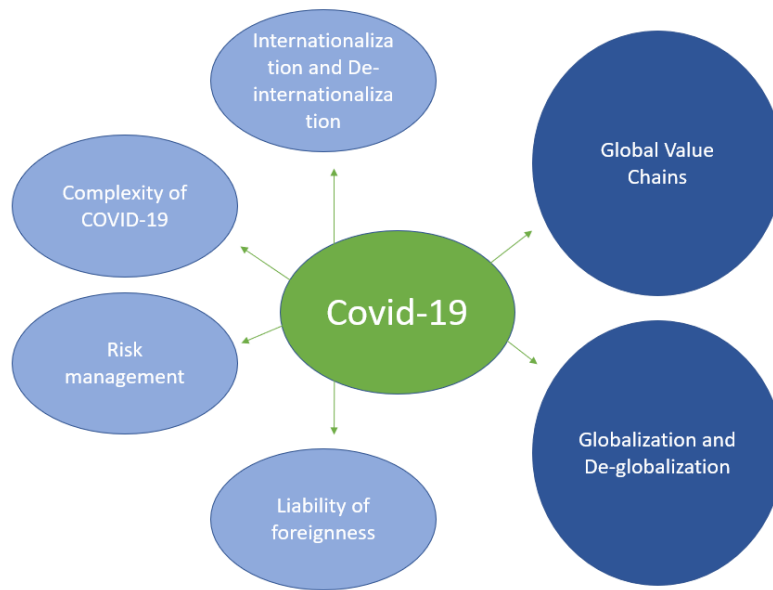 Internationaliza
tion and De-
internationaliza
tion
Global Value
Chains
Complexity of
COVID-19
Covid-19
Risk
management
Globalization and
De-globalization
Liability of
foreignness